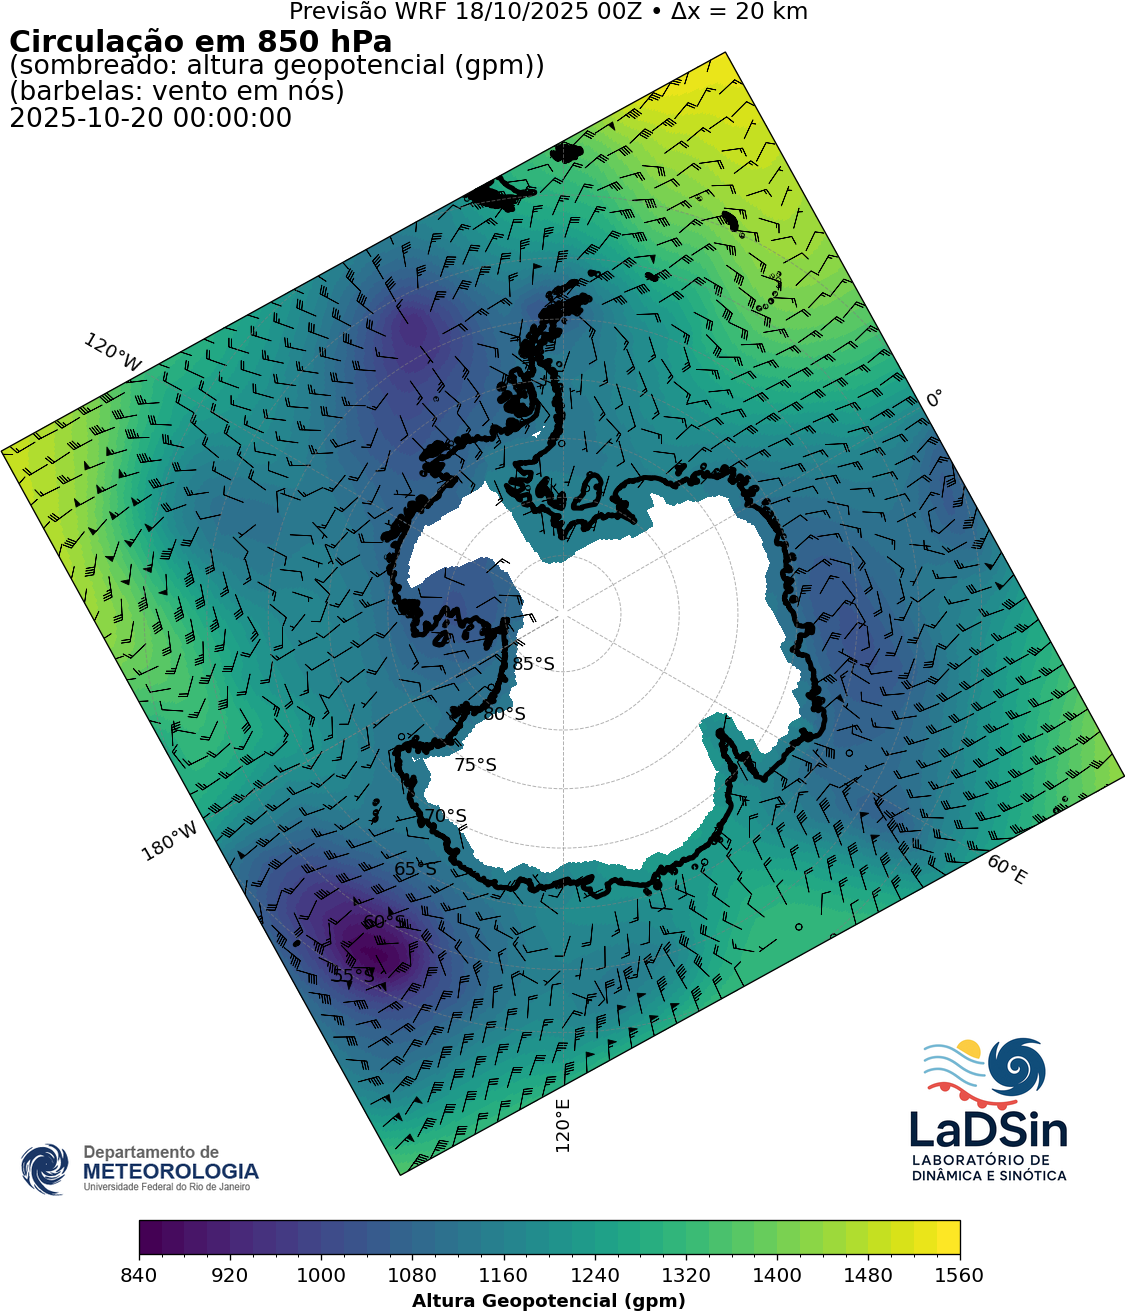 Previsão WRF 18/10/2025 00Z • Δx = 20 km
Circulação em 850 hPa
(sombreado: altura geopotencial (gpm))
(barbelas: vento em nós)
2025-10-20 00:00:00
120°W
0°
85°S
80°S
75°S
70°S
65°S
60°S
55°S
180°W
60°E
120°E
LaDSin
LABORATÓRIO DE
DINÂMICA E SINÓTICA
Departamento de
METEOROLOGIA
Universidade Federal do Rio de Janeiro
840 920 1000 1080 1160 1240 1320 1400 1480 1560
Altura Geopotencial (gpm)